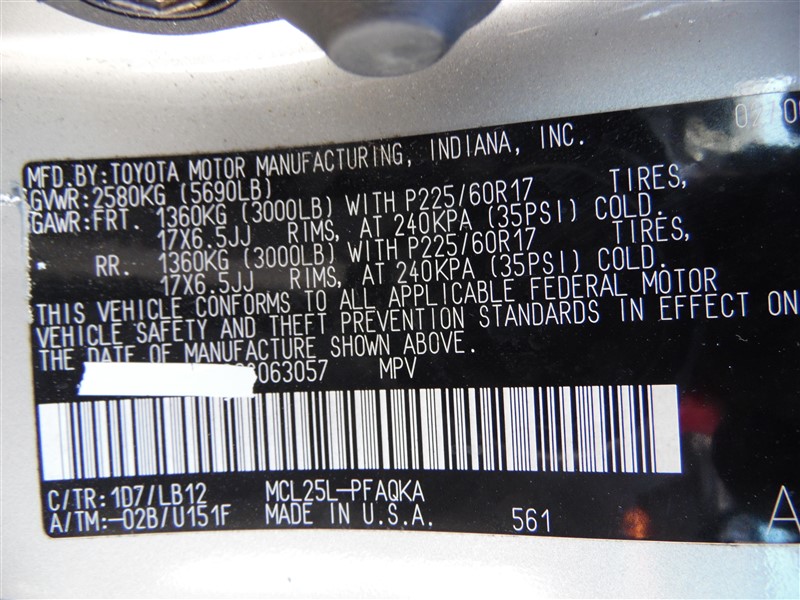 MFD.BY:TOYOTA MOTOR MANUFACTURING, INDIANA, INC.
GVWR:2580KG (5690LB)
GAWR:FRT. 1360KG (3000LB) WITH P225/60R17 TIRES,
17X6.5JJ RIMS, AT 240KPA (35PSI) COLD.
RR. 1360KG (3000LB) WITH P225/60R17 TIRES,
17X6.5JJ RIMS, AT 240KPA (35PSI) COLD.
THIS VEHICLE CONFORMS TO ALL APPLICABLE FEDERAL MOTOR
VEHICLE SAFETY AND THEFT PREVENTION STANDARDS IN EFFECT ON
THE DATE OF MANUFACTURE SHOWN ABOVE.
063057 MPV
C/TR:1D7/LB12 MCL25L-PFAQKA
A/TM:-02B/U151F MADE IN U.S.A. 561
A